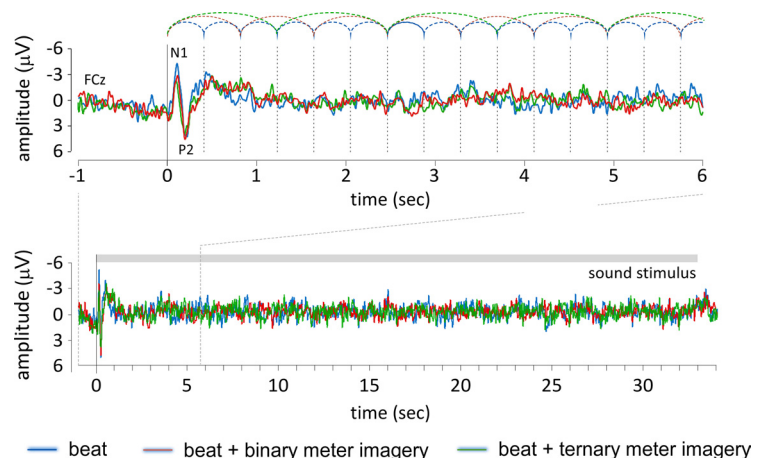 -6
N1
-3
FCz
0
3
6
P2
amplitude (µV)
-1 0 1 2 3 4 5 6
time (sec)
-6
sound stimulus
-3
0
3
6
amplitude (µV)
0 5 10 15 20 25 30
time (sec)
beat beat + binary meter imagery beat + ternary meter imagery